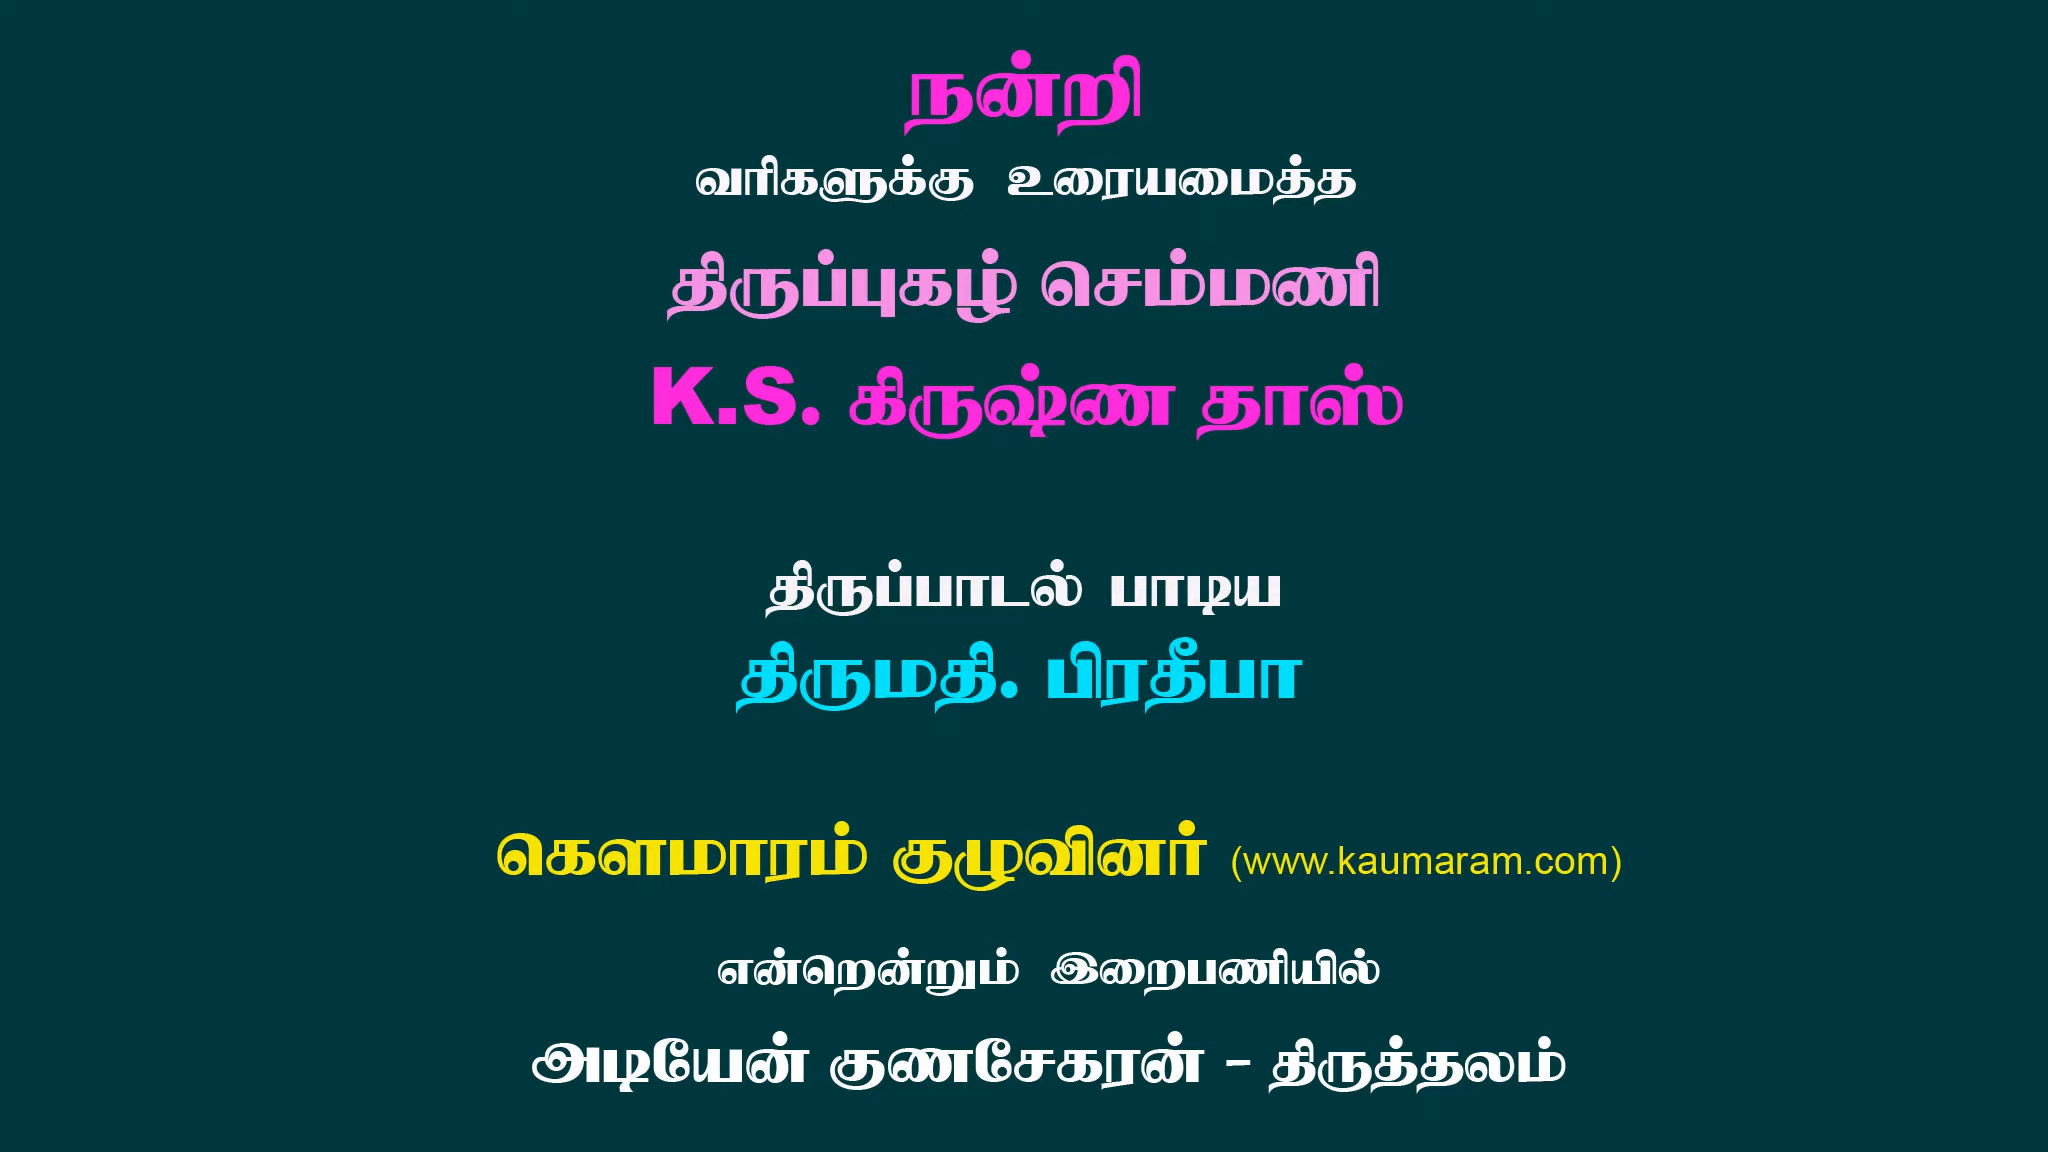 நன்றி
வரிகளுக்கு உரையமைத்த
திருப்புகழ் செம்மணி
K.S. கிருஷ்ண தாஸ்
திருப்பாடல் பாடிய
திருமதி. பிரதீபா
கௌமாரம் குழுவினர் (www.kaumaram.com)
என்றென்றும் இறைபணியில்
அடியேன் குணசேகரன் - திருத்தலம்